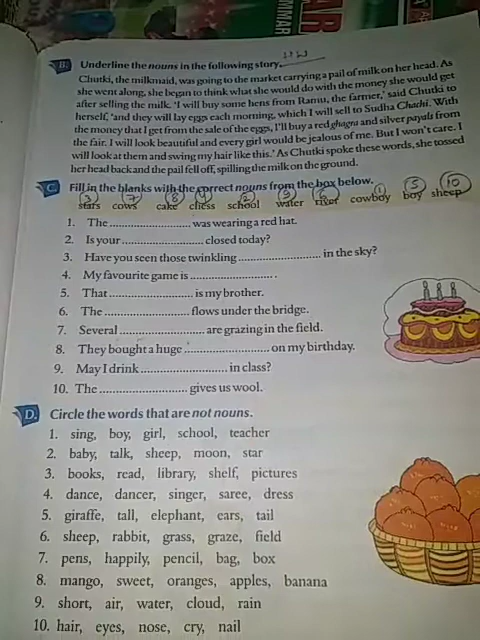 MMAR
H.W
B. Underline the nouns in the following story.
Chutki, the milkmaid, was going to the market carrying a pail of milk on her head. As
she went along, she began to think what she would do with the money she would get
after selling the milk. 'I will buy some hens from Ramu, the farmer,' said Chutki to
herself, 'and they will lay eggs each morning, which I will sell to Sudha Chachi. With
the money that I get from the sale of the eggs, I'll buy a red ghagra and silver payals from
the fair. I will look beautiful and every girl would be jealous of me. But I won't care. I
will look at them and swing my hair like this.' As Chutki spoke these words, she tossed
her head back and the pail fell off, spilling the milk on the ground.
C. Fill in the blanks with the correct nouns from the box below.
3 7 8 4 2 9 6 1 5 10
stars cows cake chess school water river cowboy boy sheep
1. The ........................... was wearing a red hat.
2. Is your ........................... closed today?
3. Have you seen those twinkling ........................... in the sky?
4. My favourite game is ........................... .
5. That ........................... is my brother.
6. The ........................... flows under the bridge.
7. Several ........................... are grazing in the field.
8. They bought a huge ........................... on my birthday.
9. May I drink ........................... in class?
10. The ........................... gives us wool.
D. Circle the words that are not nouns.
1. sing, boy, girl, school, teacher
2. baby, talk, sheep, moon, star
3. books, read, library, shelf, pictures
4. dance, dancer, singer, saree, dress
5. giraffe, tall, elephant, ears, tail
6. sheep, rabbit, grass, graze, field
7. pens, happily, pencil, bag, box
8. mango, sweet, oranges, apples, banana
9. short, air, water, cloud, rain
10. hair, eyes, nose, cry, nail